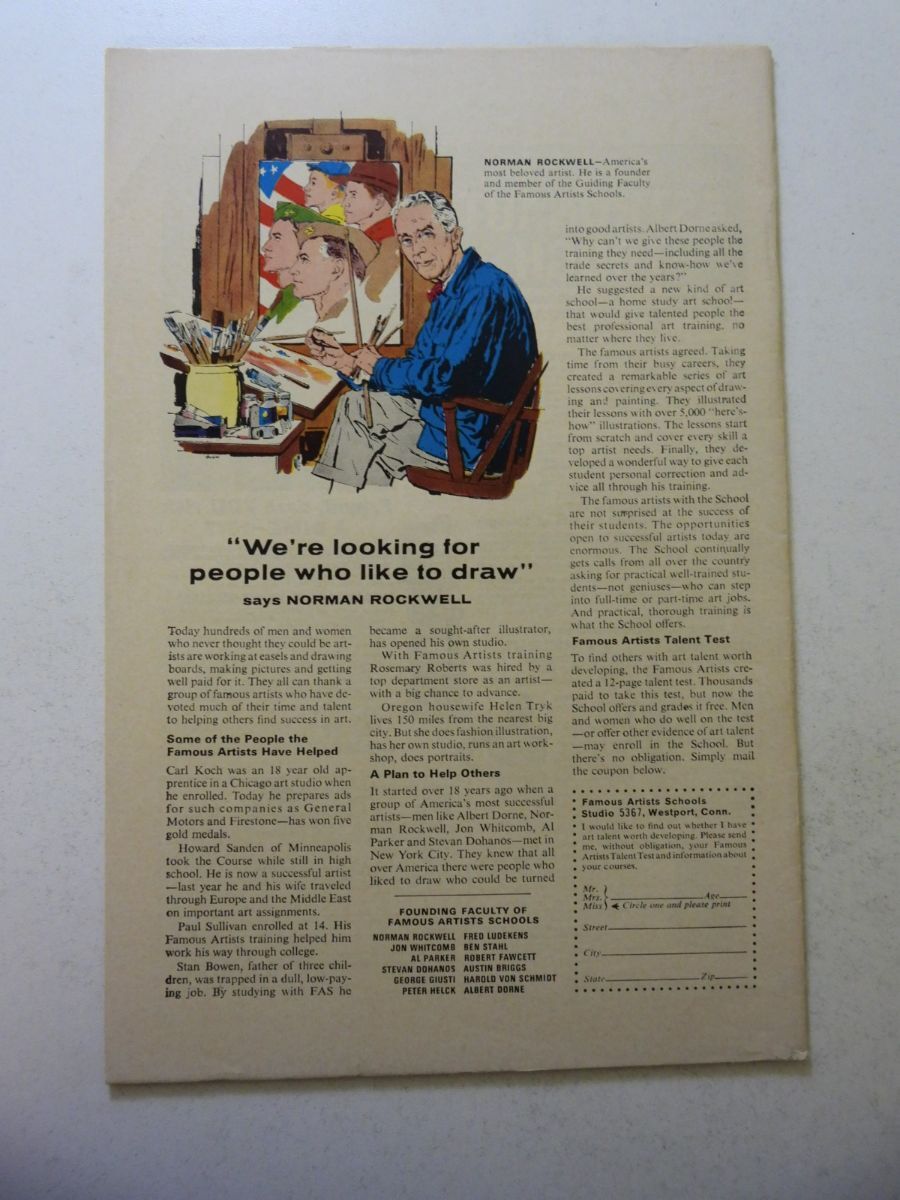 NORMAN ROCKWELL—America's
most beloved artist. He is a founder
and member of the Guiding Faculty
of the Famous Artists Schools.
"We're looking for
people who like to draw"
says NORMAN ROCKWELL
Today hundreds of men and women
who never thought they could be art-
ists are working at easels and drawing
boards, making pictures and getting
well paid for it. They all can thank a
group of famous artists who have de-
voted much of their time and talent
to helping others find success in art.
Some of the People the
Famous Artists Have Helped
Carl Koch was an 18 year old ap-
prentice in a Chicago art studio when
he enrolled. Today he prepares ads
for such companies as General
Motors and Firestone—has won five
gold medals.
Howard Sanden of Minneapolis
took the Course while still in high
school. He is now a successful artist
—last year he and his wife traveled
through Europe and the Middle East
on important art assignments.
Paul Sullivan enrolled at 14. His
Famous Artists training helped him
work his way through college.
Stan Bowen, father of three chil-
dren, was trapped in a dull, low-pay-
ing job. By studying with FAS he
became a sought-after illustrator,
has opened his own studio.
With Famous Artists training
Rosemary Roberts was hired by a
top department store as an artist—
with a big chance to advance.
Oregon housewife Helen Tryk
lives 150 miles from the nearest big
city. But she does fashion illustration,
has her own studio, runs an art work-
shop, does portraits.
A Plan to Help Others
It started over 18 years ago when a
group of America's most successful
artists—men like Albert Dorne, Nor-
man Rockwell, Jon Whitcomb, Al
Parker and Stevan Dohanos—met in
New York City. They knew that all
over America there were people who
liked to draw who could be turned
into good artists. Albert Dorne asked,
"Why can't we give these people the
training they need—including all the
trade secrets and know-how we've
learned over the years?"
He suggested a new kind of art
school—a home study art school—
that would give talented people the
best professional art training, no
matter where they live.
The famous artists agreed. Taking
time from their busy careers, they
created a remarkable series of art
lessons covering every aspect of draw-
ing and painting. They illustrated
their lessons with over 5,000 "here's-
how" illustrations. The lessons start
from scratch and cover every skill a
top artist needs. Finally, they de-
veloped a wonderful way to give each
student personal correction and ad-
vice all through his training.
The famous artists with the School
are not surprised at the success of
their students. The opportunities
open to successful artists today are
enormous. The School continually
gets calls from all over the country
asking for practical well-trained stu-
dents—not geniuses—who can step
into full-time or part-time art jobs.
And practical, thorough training is
what the School offers.
Famous Artists Talent Test
To find others with art talent worth
developing, the Famous Artists cre-
ated a 12-page talent test. Thousands
paid to take this test, but now the
School offers and grades it free. Men
and women who do well on the test
—or offer other evidence of art talent
—may enroll in the School. But
there's no obligation. Simply mail
the coupon below.
FOUNDING FACULTY OF
FAMOUS ARTISTS SCHOOLS
NORMAN ROCKWELL FRED LUDEKENS
JON WHITCOMB BEN STAHL
AL PARKER ROBERT FAWCETT
STEVAN DOHANOS AUSTIN BRIGGS
GEORGE GIUSTI HAROLD VON SCHMIDT
PETER HELCK ALBERT DORNE
Famous Artists Schools
Studio 5367, Westport, Conn.
I would like to find out whether I have
art talent worth developing. Please send
me, without obligation, your Famous
Artists Talent Test and information about
your courses.
Mr.
Mrs. Age
Miss Circle one and please print
Street
City
State Zip